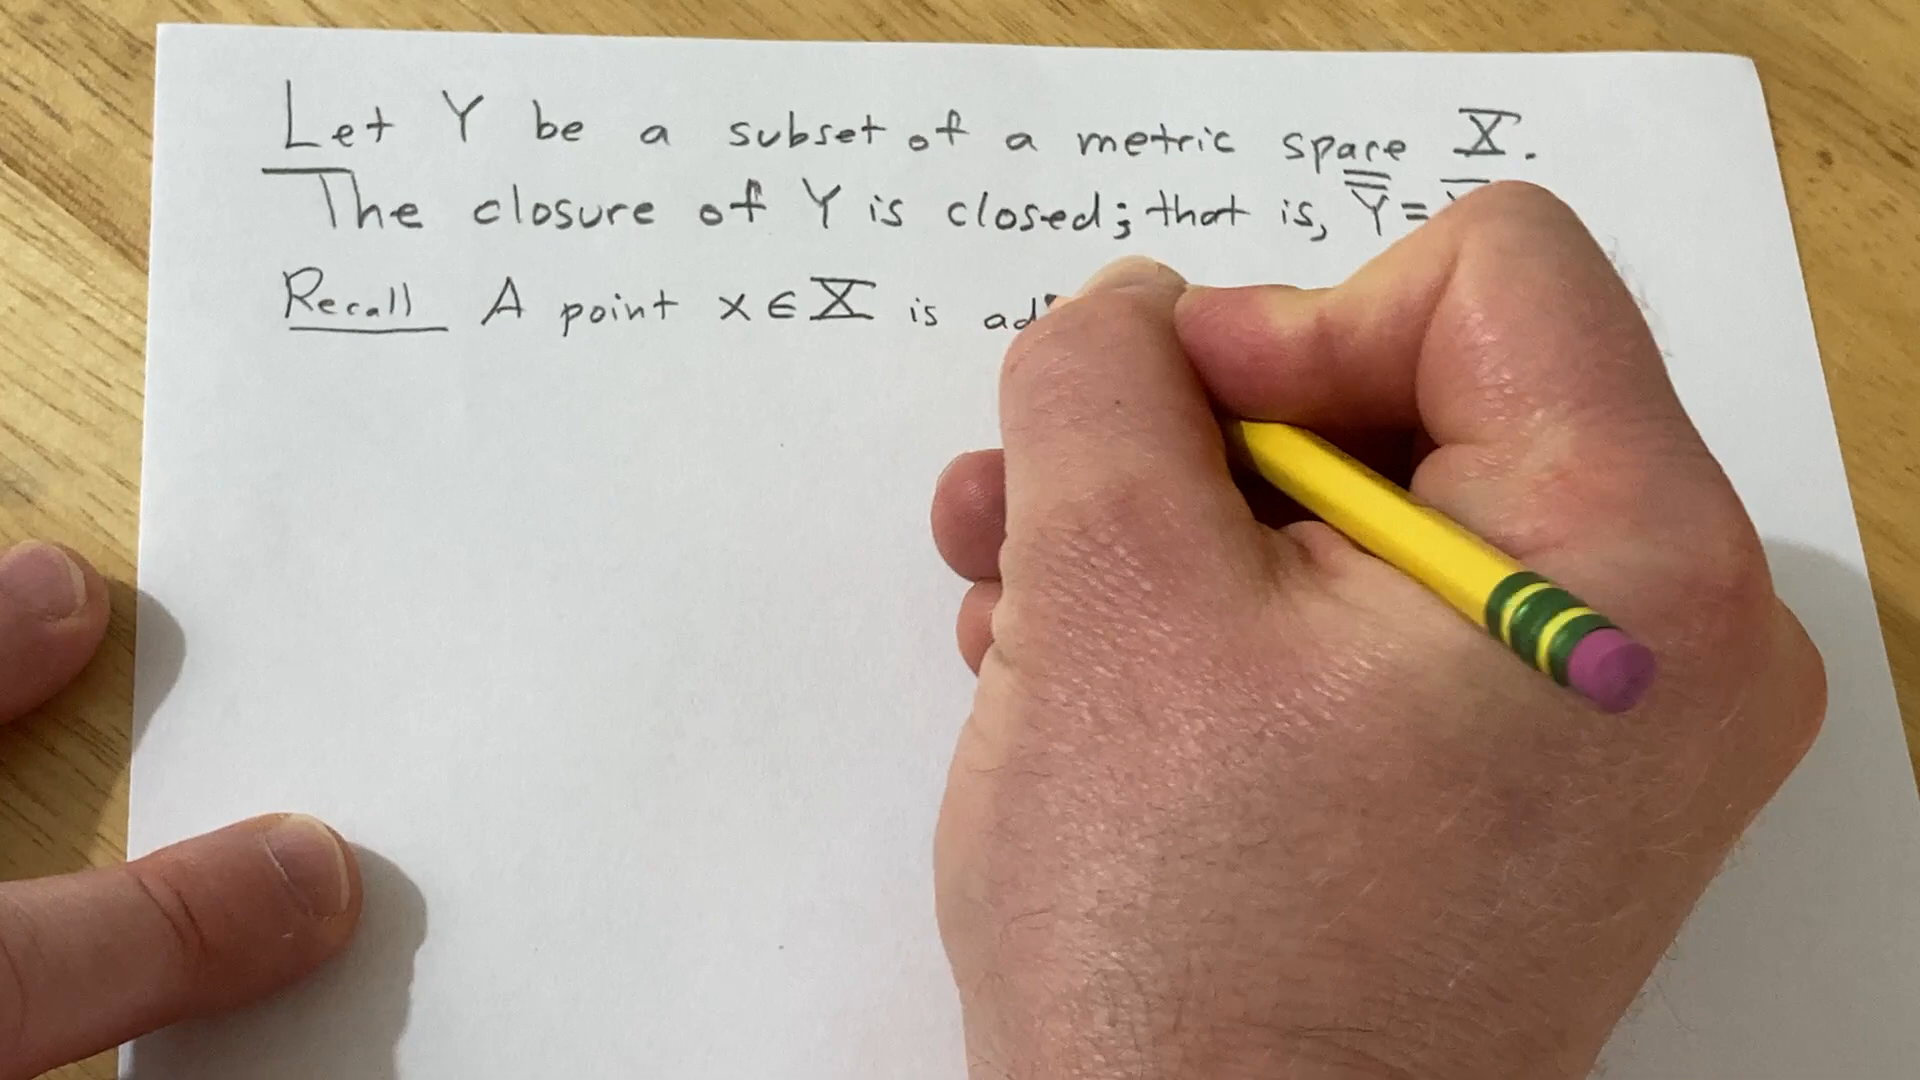 Let Y be a subset of a metric space X.
The closure of Y is closed; that is, Y̿ =
Recall A point x ∈ X is